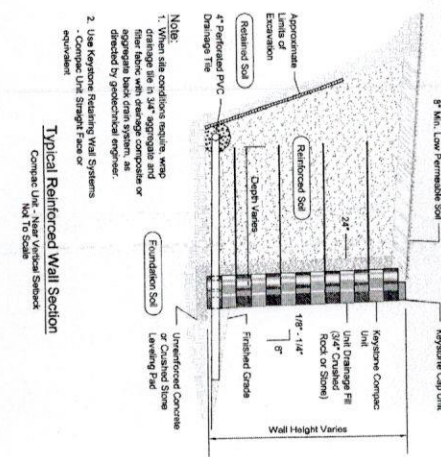 8" Min. Low Permeable Soil
Keystone Cap Unit
Approximate
Limits of
Excavation
Retained Soil
4" Perforated PVC
Drainage Tile
Reinforced Soil
24"
Depth Varies
Keystone Compac
Unit
Unit Drainage Fill
(3/4" Crushed
Rock or Stone)
1/8" - 1/4"
6"
Wall Height Varies
Finished Grade
Unreinforced Concrete
or Crushed Stone
Leveling Pad
Foundation Soil
Note:
1. When site conditions require, wrap
drainage tile in 3/4" aggregate and
filter fabric with drainage composite or
aggregate back drain system, as
directed by geotechnical engineer.
2. Use Keystone Retaining Wall Systems
- Compac Unit Straight Face or
equivalent
Typical Reinforced Wall Section
Compac Unit - Near Vertical Setback
Not To Scale